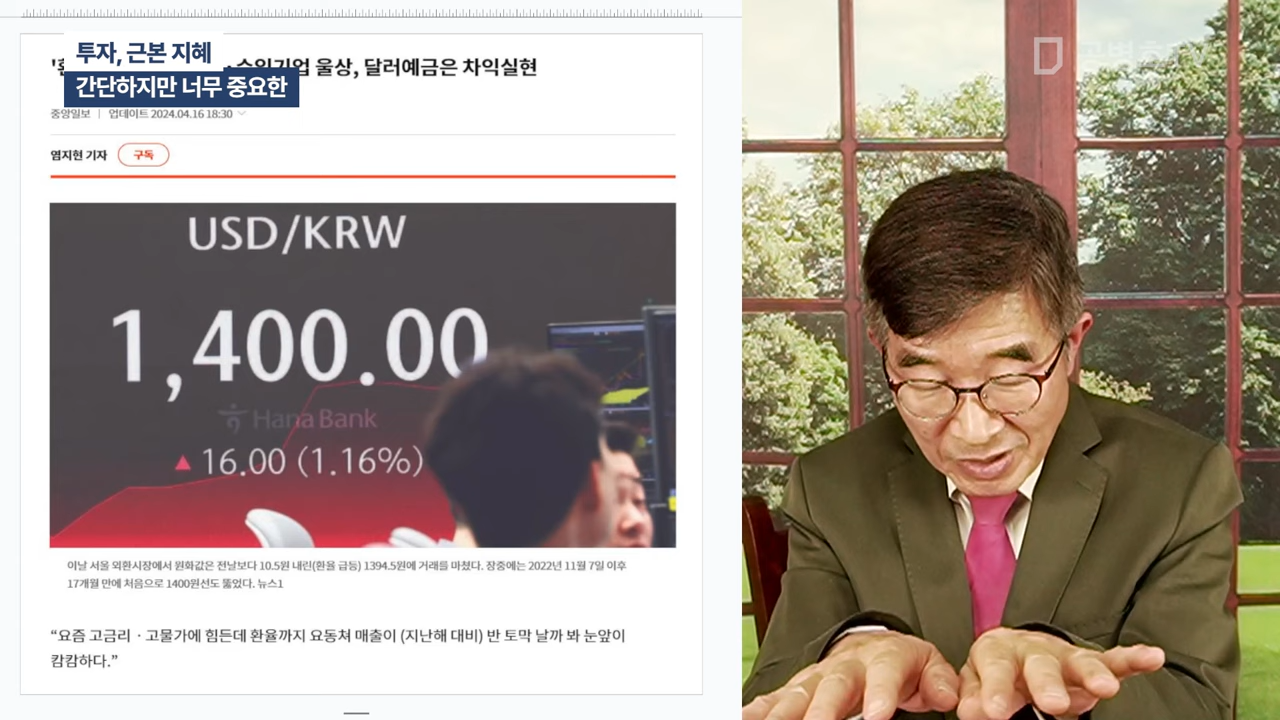 투자, 근본 지혜
간단하지만 너무 중요한
수입기업 울상, 달러예금은 차익실현
중앙일보 | 업데이트 2024.04.16 18:30
염지현 기자 구독
USD/KRW
1,400.00
Hana Bank
▲ 16.00 (1.16%)
이날 서울 외환시장에서 원화값은 전날보다 10.5원 내린(환율 급등) 1394.5원에 거래를 마쳤다. 장중에는 2022년 11월 7일 이후
17개월 만에 처음으로 1400원선도 뚫었다. 뉴스1
“요즘 고금리 · 고물가에 힘든데 환율까지 요동쳐 매출이 (지난해 대비) 반 토막 날까 봐 눈앞이
캄캄하다.”